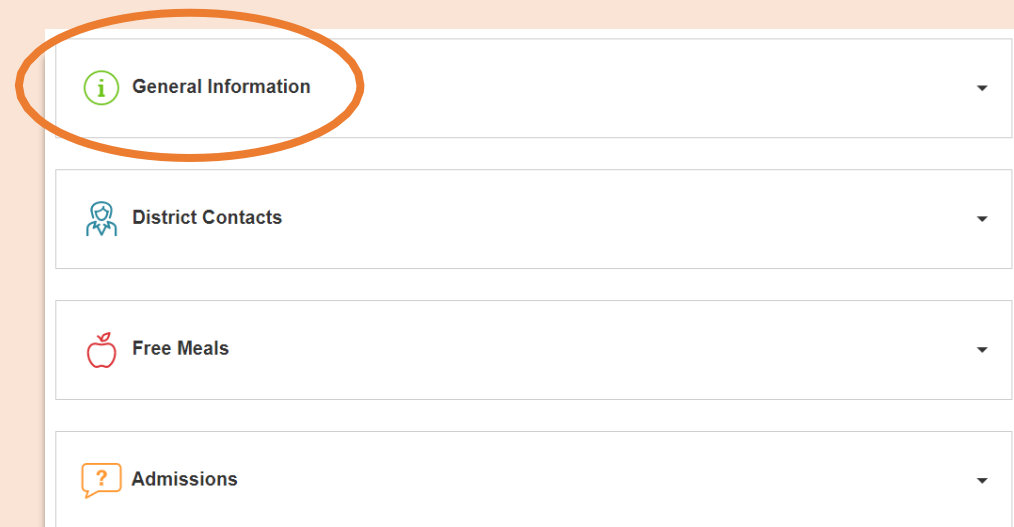 General Information
District Contacts
Free Meals
? Admissions